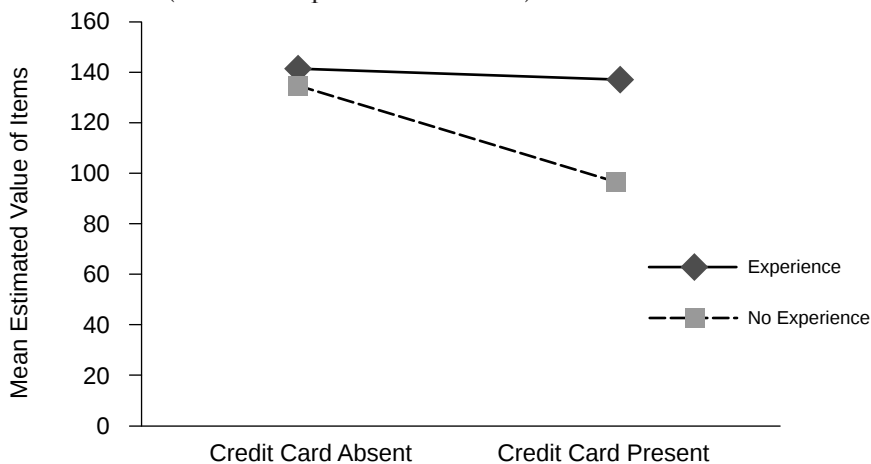 160
140
120
100
80
60
40
20
0
Mean Estimated Value of Items
Experience
No Experience
Credit Card Absent
Credit Card Present